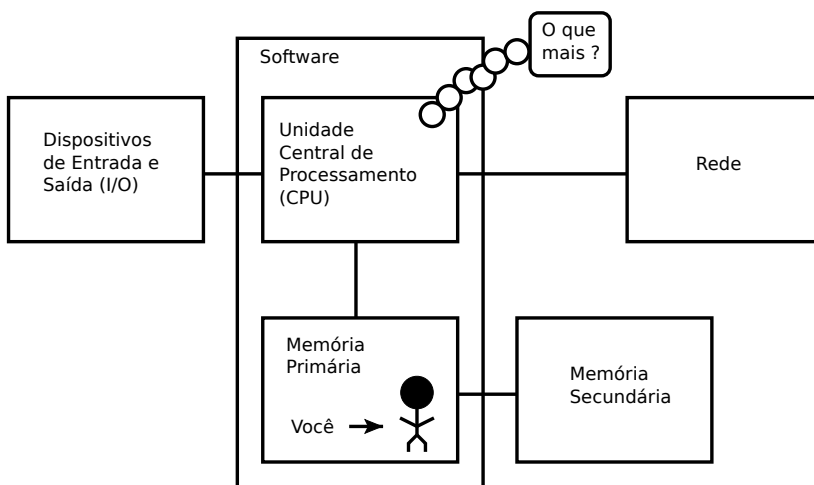 O que
mais ?
Software
Dispositivos
de Entrada e
Saída (I/O)
Unidade
Central de
Processamento
(CPU)
Rede
Memória
Primária
Você
Memória
Secundária